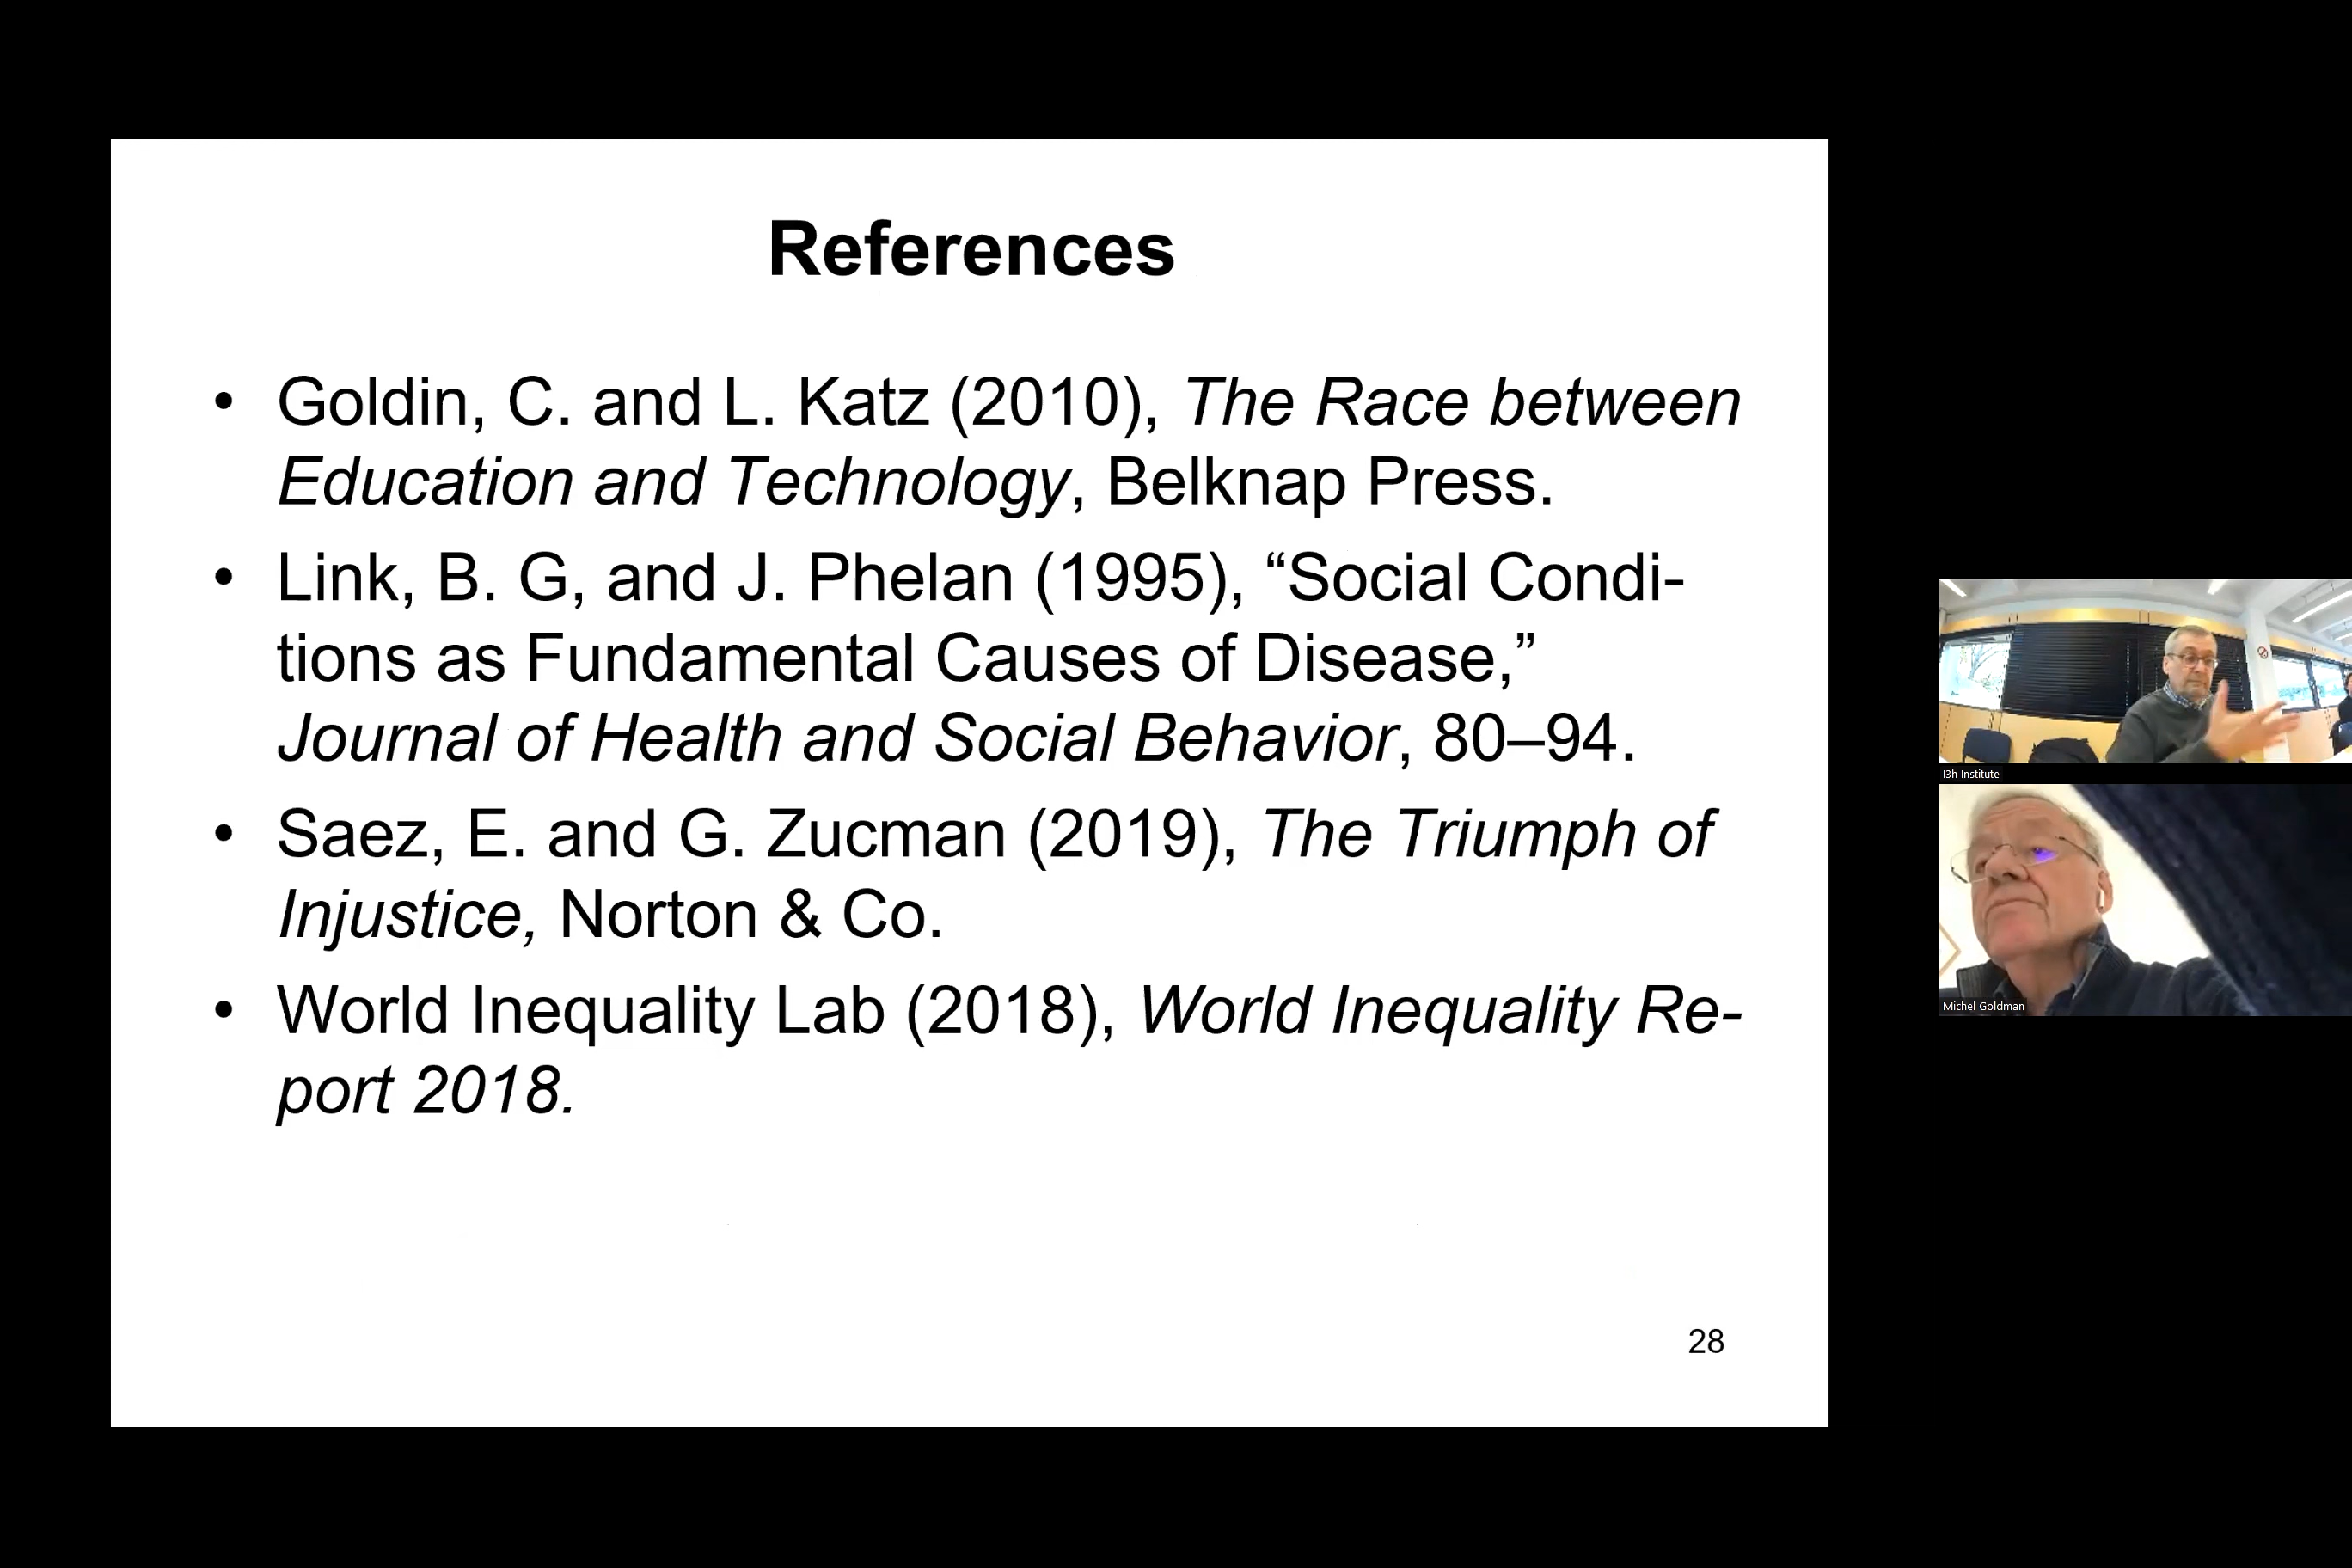 References
• Goldin, C. and L. Katz (2010), The Race between
Education and Technology, Belknap Press.
• Link, B. G, and J. Phelan (1995), “Social Condi-
tions as Fundamental Causes of Disease,”
Journal of Health and Social Behavior, 80–94.
• Saez, E. and G. Zucman (2019), The Triumph of
Injustice, Norton & Co.
• World Inequality Lab (2018), World Inequality Re-
port 2018.
28
I3h Institute
Michel Goldman